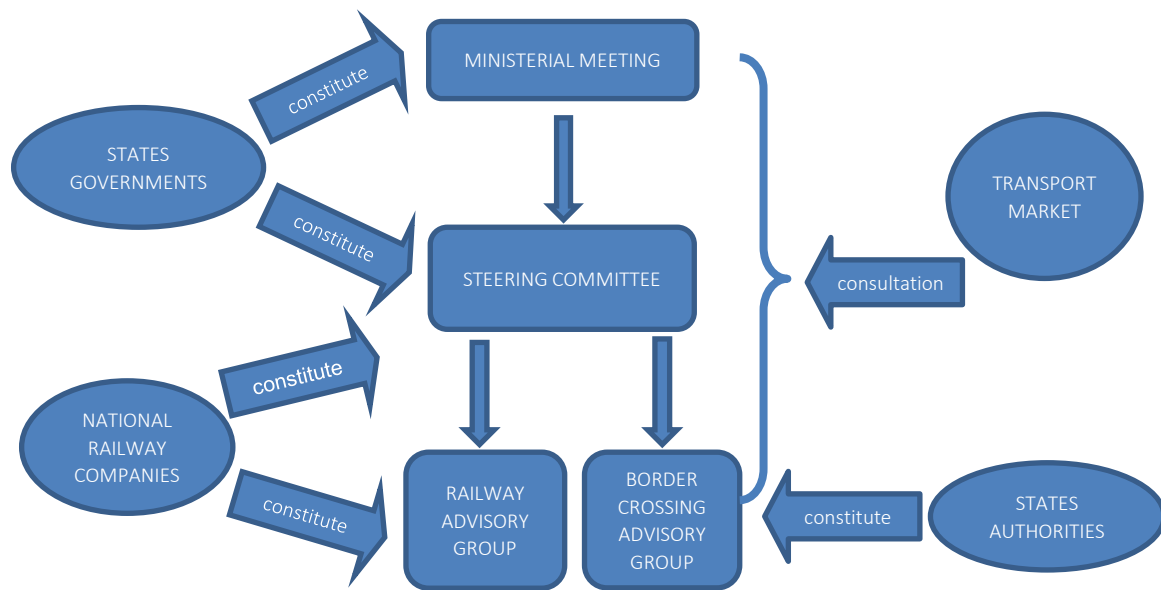 MINISTERIAL MEETING
constitute
STATES
GOVERNMENTS
constitute
STEERING COMMITTEE
TRANSPORT
MARKET
consultation
constitute
NATIONAL
RAILWAY
COMPANIES
constitute
RAILWAY
ADVISORY
GROUP
BORDER
CROSSING
ADVISORY
GROUP
constitute
STATES
AUTHORITIES